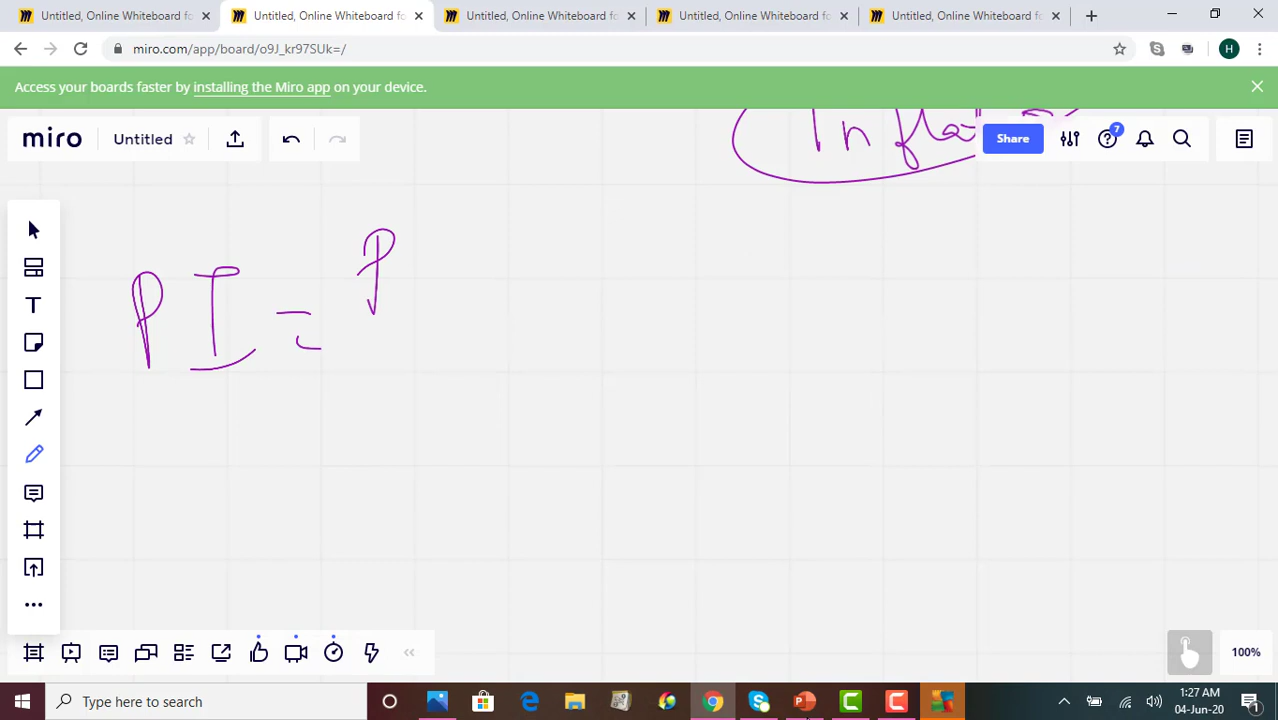 Untitled, Online Whiteboard fo
Untitled, Online Whiteboard fo
Untitled, Online Whiteboard fo
Untitled, Online Whiteboard fo
Untitled, Online Whiteboard fo
miro.com/app/board/o9J_kr97SUk=/
H
Access your boards faster by installing the Miro app on your device.
miro
Untitled
Share
7
PI = P
T
100%
Type here to search
1:27 AM
04-Jun-20
1